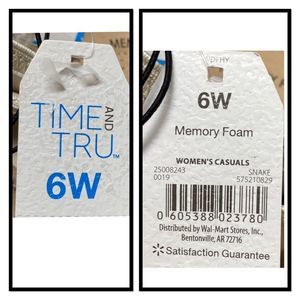 TIME AND
TRU™
6W
6W
Memory Foam
WOMEN'S CASUALS
25008243 SNAKE
0019 575210829
0 605388 023780
Distributed by Wal-Mart Stores, Inc.,
Bentonville, AR 72716
Satisfaction Guarantee